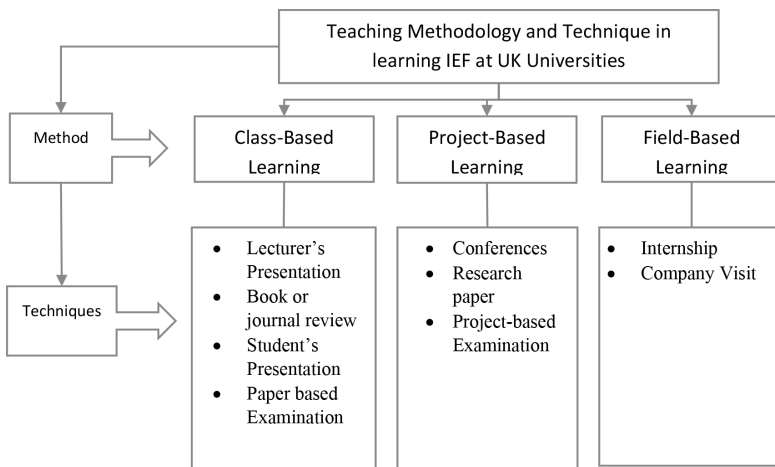 Teaching Methodology and Technique in
learning IEF at UK Universities
Method
Class-Based
Learning
Project-Based
Learning
Field-Based
Learning
Techniques
• Lecturer’s
Presentation
• Book or
journal review
• Student’s
Presentation
• Paper based
Examination
• Conferences
• Research
paper
• Project-based
Examination
• Internship
• Company Visit